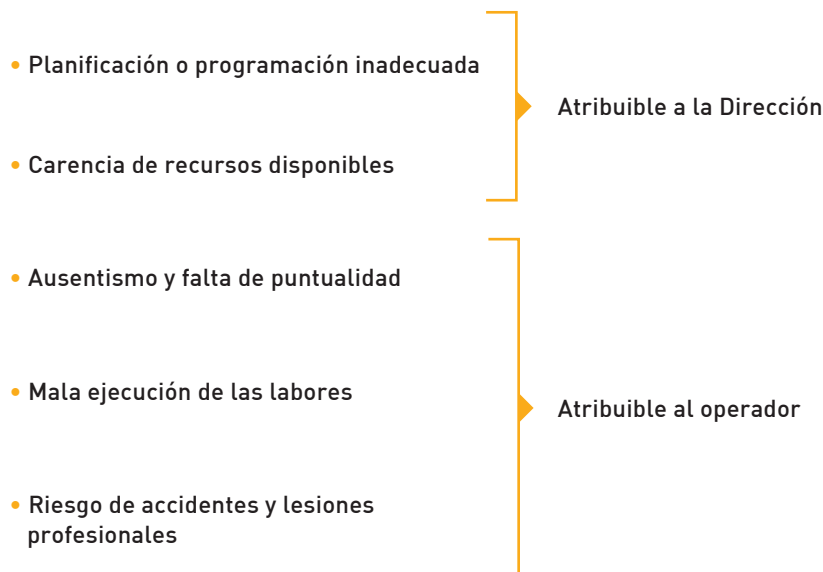 • Planificación o programación inadecuada
Atribuible a la Dirección
• Carencia de recursos disponibles
• Ausentismo y falta de puntualidad
• Mala ejecución de las labores
Atribuible al operador
• Riesgo de accidentes y lesiones
profesionales